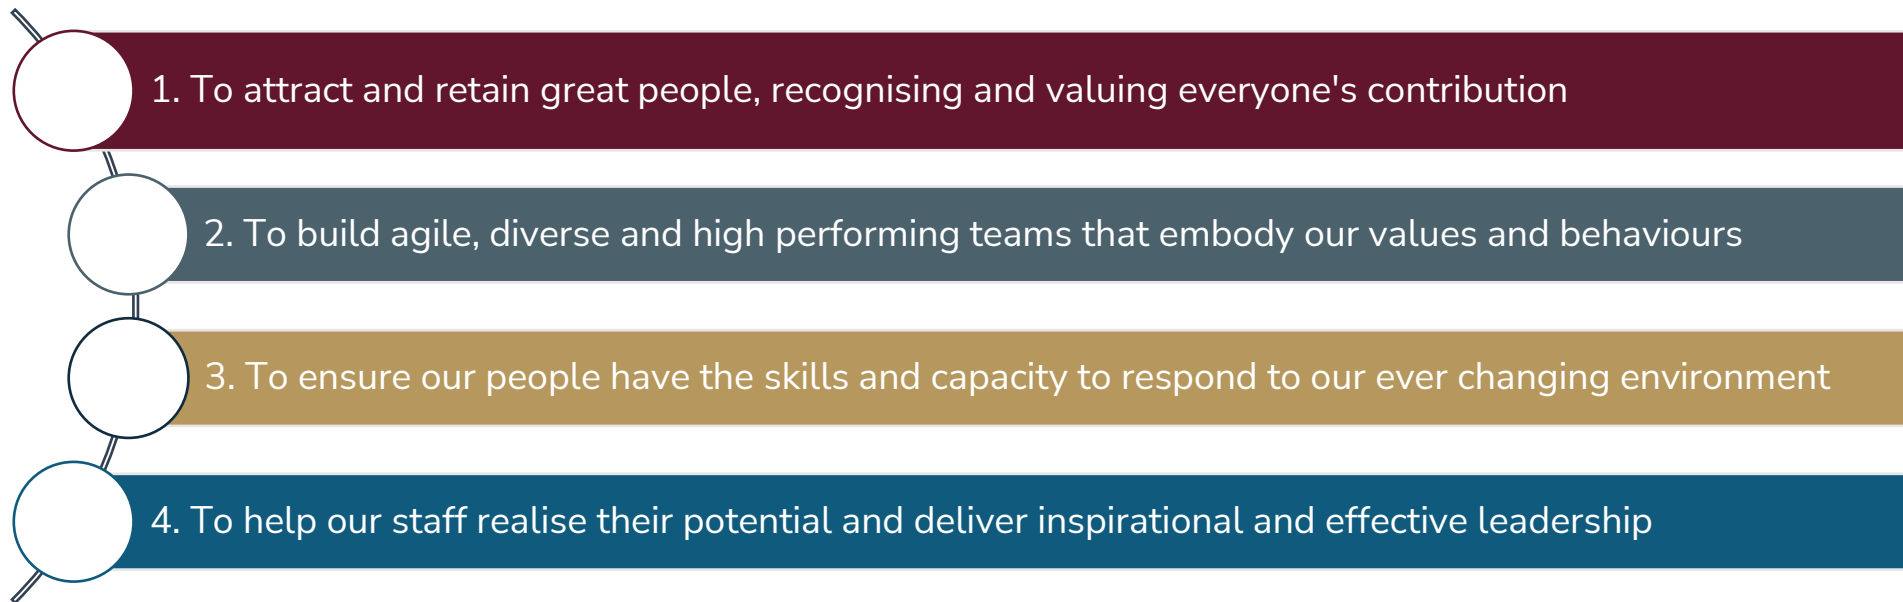 1. To attract and retain great people, recognising and valuing everyone's contribution
2. To build agile, diverse and high performing teams that embody our values and behaviours
3. To ensure our people have the skills and capacity to respond to our ever changing environment
4. To help our staff realise their potential and deliver inspirational and effective leadership